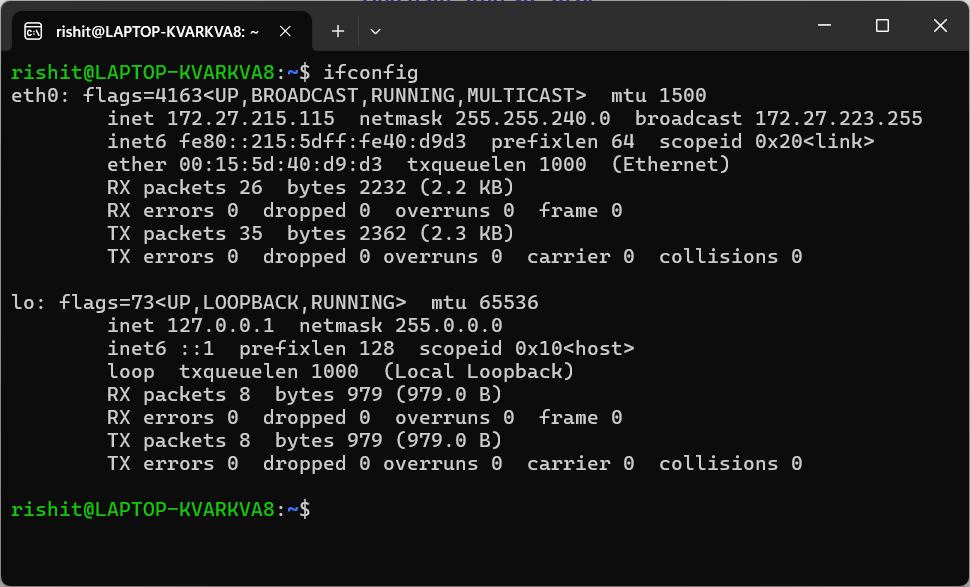 rishit@LAPTOP-KVARKVA8: ~
rishit@LAPTOP-KVARKVA8:~$ ifconfig
eth0: flags=4163<UP,BROADCAST,RUNNING,MULTICAST>  mtu 1500
        inet 172.27.215.115  netmask 255.255.240.0  broadcast 172.27.223.255
        inet6 fe80::215:5dff:fe40:d9d3  prefixlen 64  scopeid 0x20<link>
        ether 00:15:5d:40:d9:d3  txqueuelen 1000  (Ethernet)
        RX packets 26  bytes 2232 (2.2 KB)
        RX errors 0  dropped 0  overruns 0  frame 0
        TX packets 35  bytes 2362 (2.3 KB)
        TX errors 0  dropped 0 overruns 0  carrier 0  collisions 0

lo: flags=73<UP,LOOPBACK,RUNNING>  mtu 65536
        inet 127.0.0.1  netmask 255.0.0.0
        inet6 ::1  prefixlen 128  scopeid 0x10<host>
        loop  txqueuelen 1000  (Local Loopback)
        RX packets 8  bytes 979 (979.0 B)
        RX errors 0  dropped 0  overruns 0  frame 0
        TX packets 8  bytes 979 (979.0 B)
        TX errors 0  dropped 0 overruns 0  carrier 0  collisions 0

rishit@LAPTOP-KVARKVA8:~$